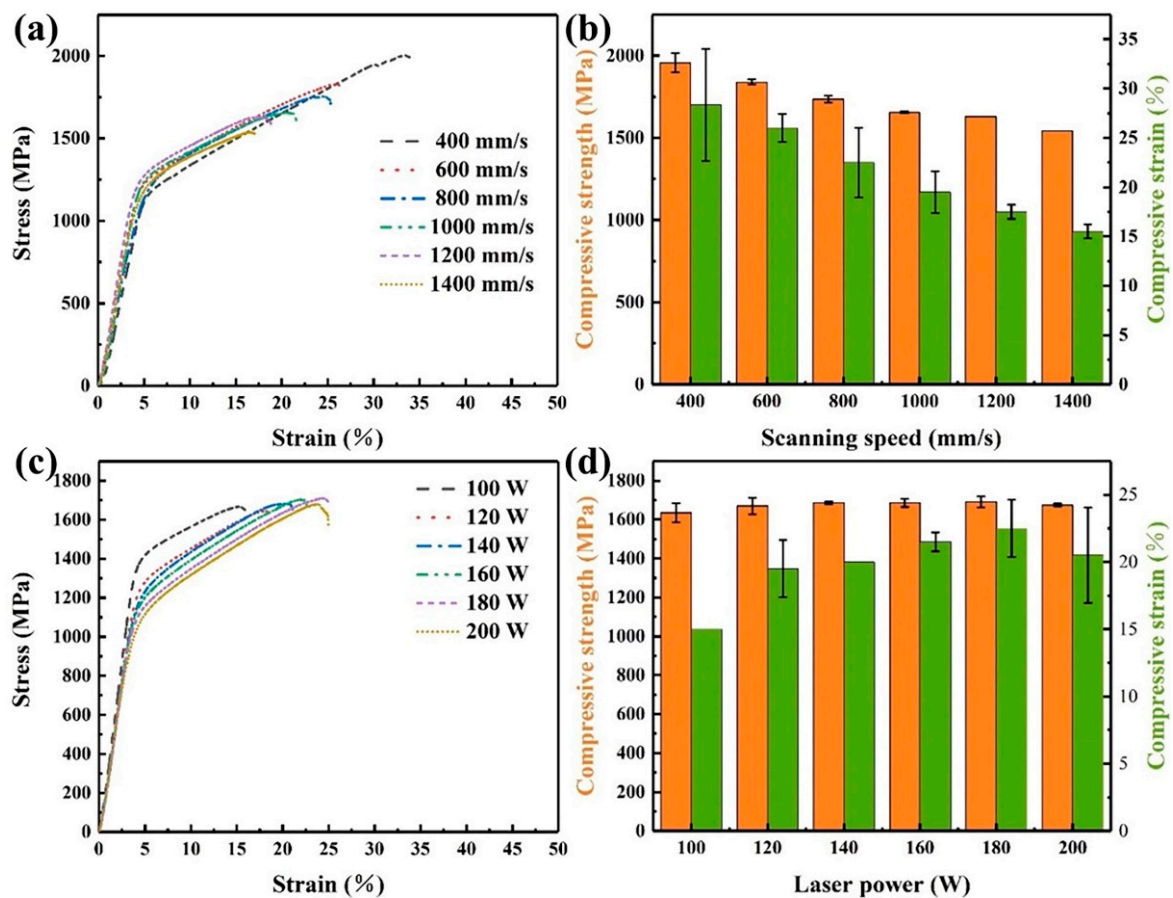 (a)
Stress (MPa)
2000
1500
1000
500
0
400 mm/s
600 mm/s
800 mm/s
1000 mm/s
1200 mm/s
1400 mm/s
0 5 10 15 20 25 30 35 40 45 50
Strain (%)
(b)
Compressive strength (MPa)
2000
1500
1000
500
0
35
30
25
20
15
10
5
0
Compressive strain (%)
400 600 800 1000 1200 1400
Scanning speed (mm/s)
(c)
Stress (MPa)
1800
1600
1400
1200
1000
800
600
400
200
0
100 W
120 W
140 W
160 W
180 W
200 W
0 5 10 15 20 25 30 35 40 45 50
Strain (%)
(d)
Compressive strength (MPa)
1800
1600
1400
1200
1000
800
600
400
200
0
25
20
15
10
5
0
Compressive strain (%)
100 120 140 160 180 200
Laser power (W)